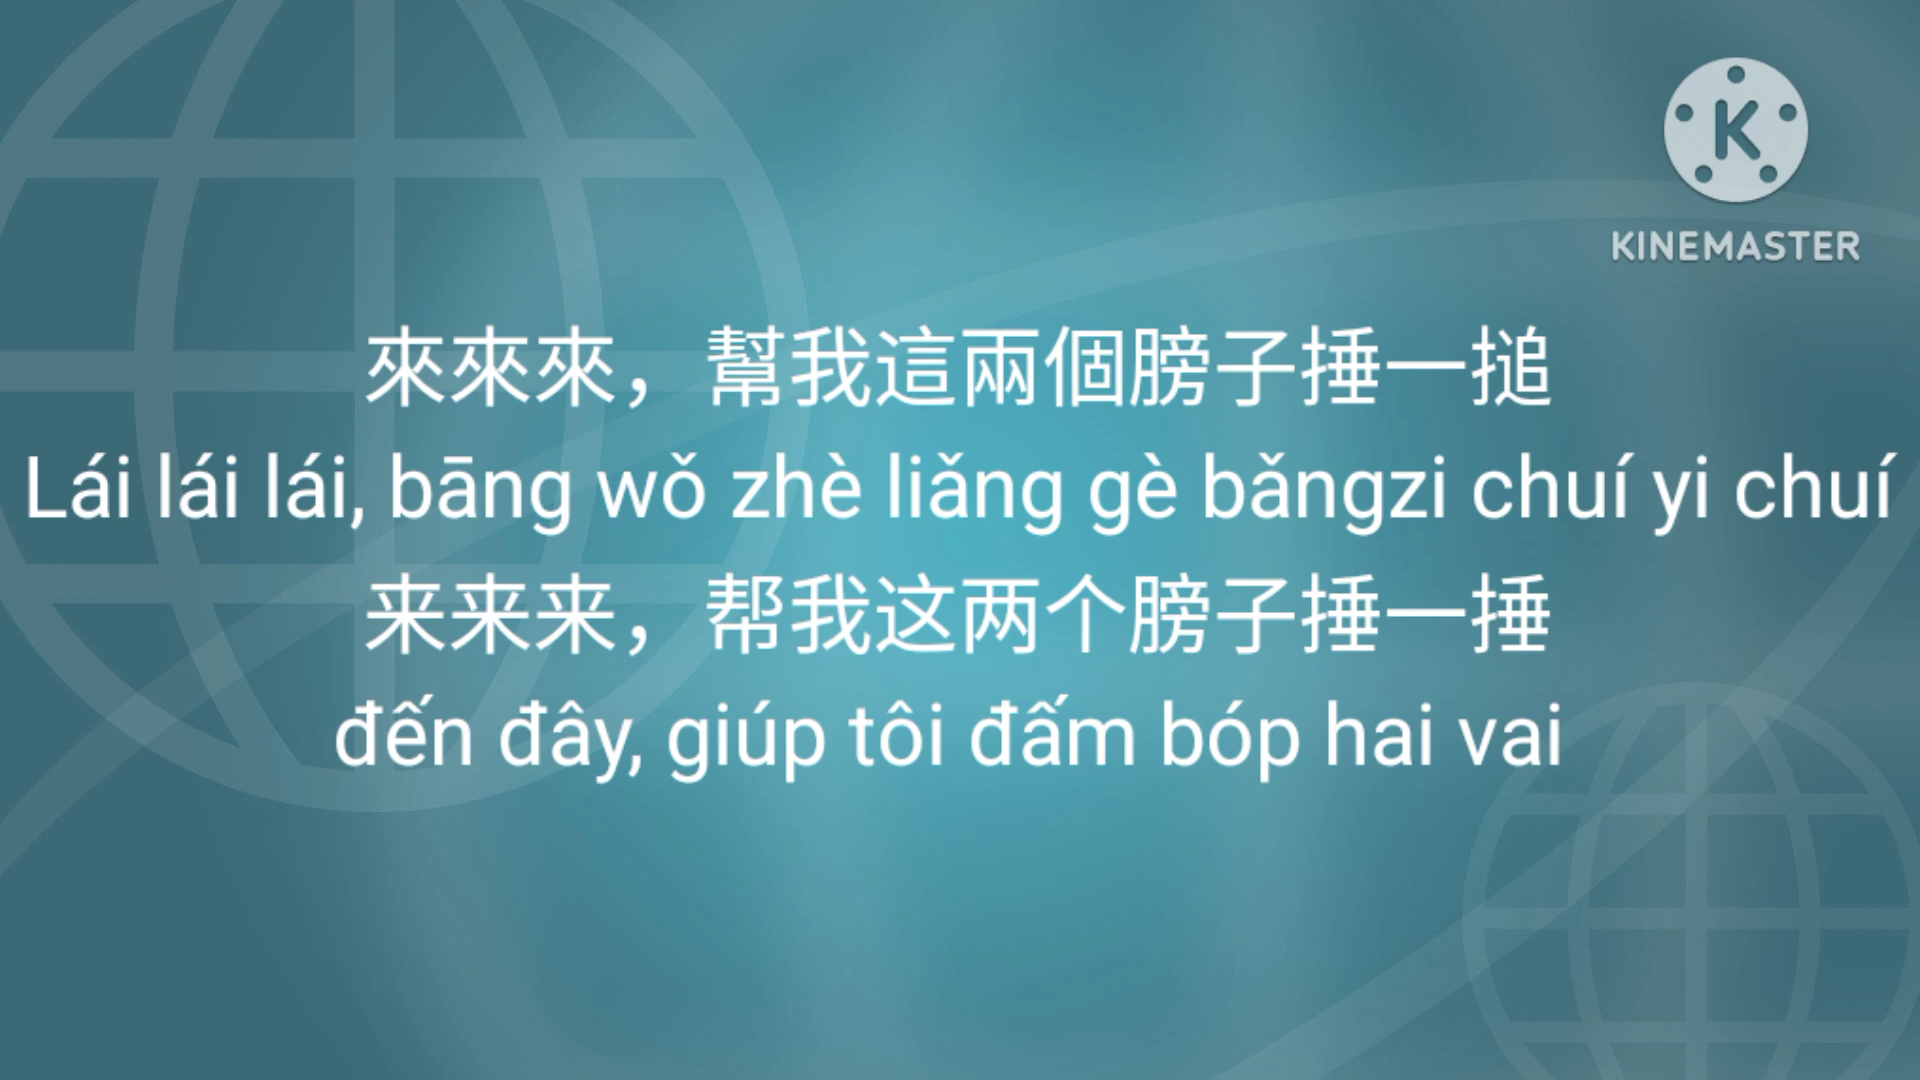 KINEMASTER
來來來，幫我這兩個膀子捶一搥
Lái lái lái, bāng wǒ zhè liǎng gè bǎngzi chuí yi chuí
来来来，帮我这两个膀子捶一捶
đến đây, giúp tôi đấm bóp hai vai